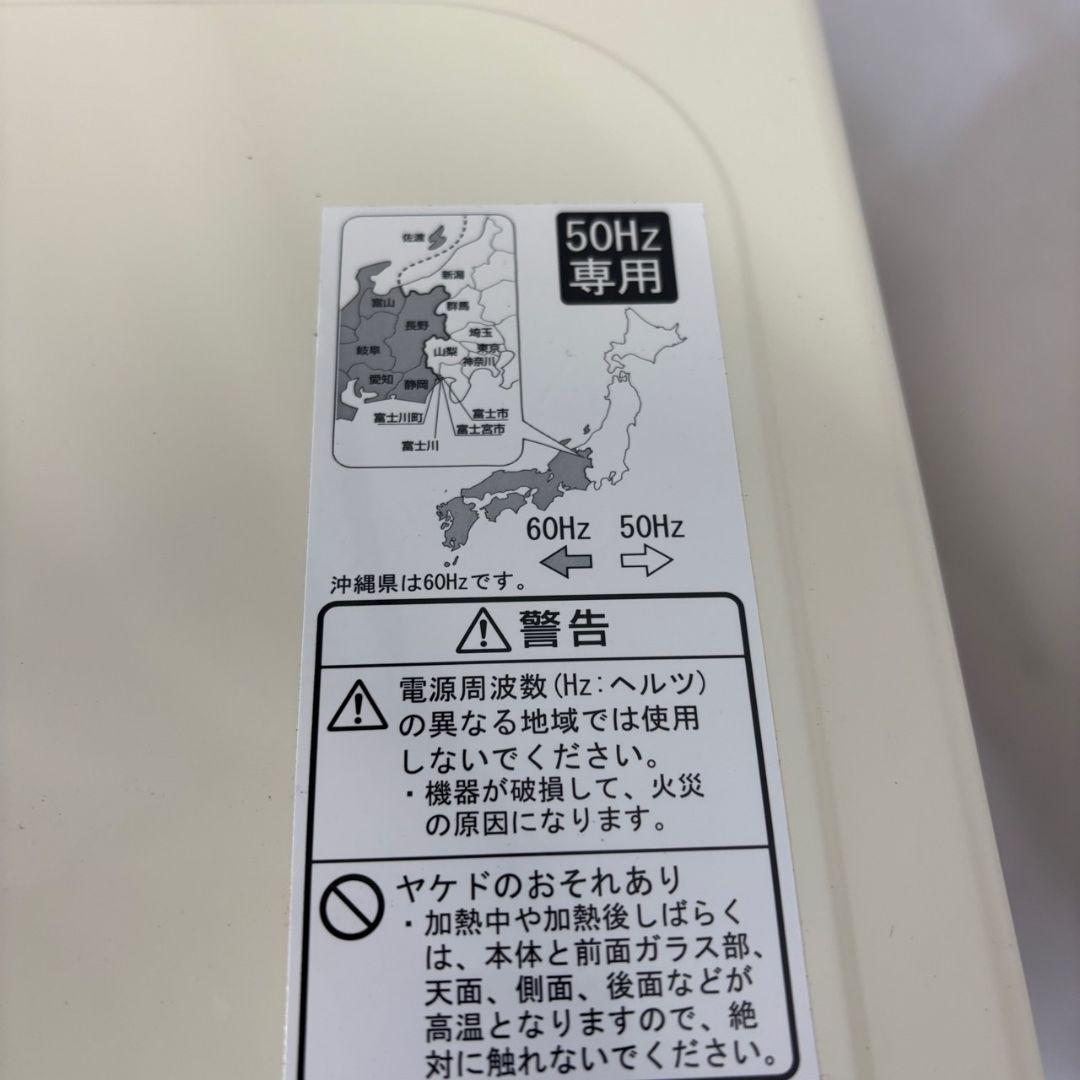 50Hz
専用
佐渡
新潟
富山
群馬
長野
埼玉
岐阜
山梨
東京
神奈川
愛知
静岡
富士川町
富士市
富士宮市
富士川
60Hz
50Hz
沖縄県は60Hzです。
警告
電源周波数(Hz:ヘルツ)
の異なる地域では使用
しないでください。
・機器が破損して、火災
の原因になります。
ヤケドのおそれあり
・加熱中や加熱後しばらく
は、本体と前面ガラス部、
天面、側面、後面などが
高温となりますので、絶
対に触れないでください。